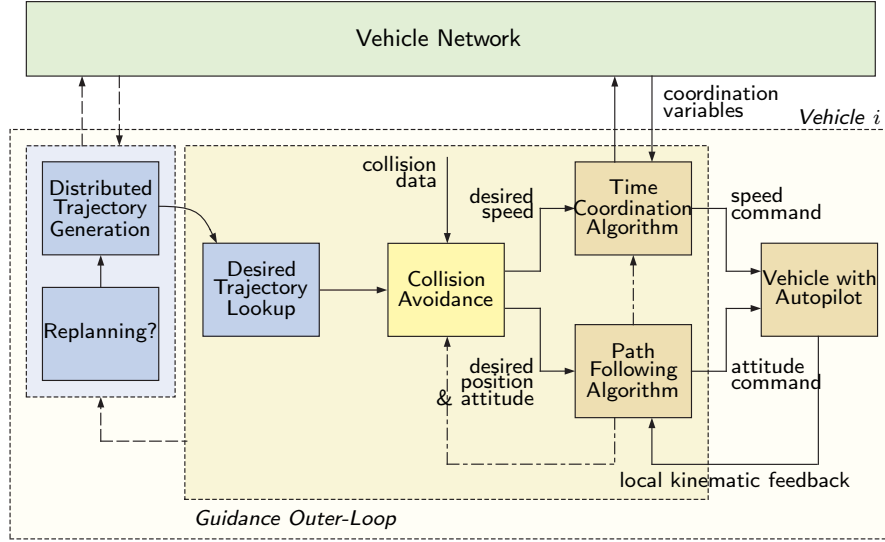 Vehicle Network
coordination
variables
Vehicle i
Distributed
Trajectory
Generation
Replanning?
Desired
Trajectory
Lookup
collision
data
Collision
Avoidance
desired
speed
desired
position
& attitude
Time
Coordination
Algorithm
Path
Following
Algorithm
speed
command
attitude
command
Vehicle with
Autopilot
local kinematic feedback
Guidance Outer-Loop